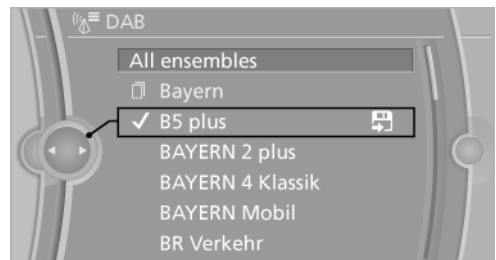 DAB
All ensembles
Bayern
B5 plus
BAYERN 2 plus
BAYERN 4 Klassik
BAYERN Mobil
BR Verkehr